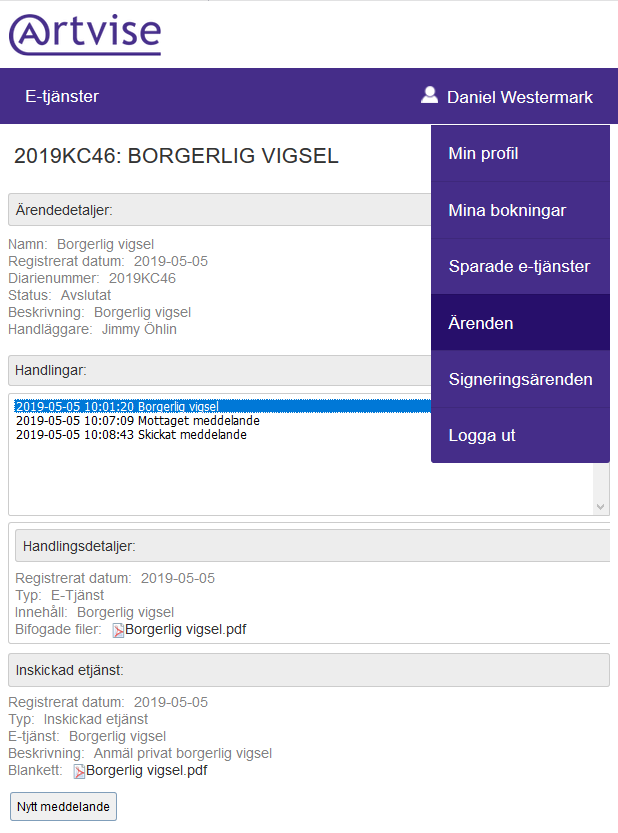 Artvise
E-tjänster
Daniel Westermark
Min profil
Mina bokningar
Sparade e-tjänster
Ärenden
Signeringsärenden
Logga ut
2019KC46: BORGERLIG VIGSEL
Ärendedetaljer:
Namn: Borgerlig vigsel
Registrerat datum: 2019-05-05
Diarienummer: 2019KC46
Status: Avslutat
Beskrivning: Borgerlig vigsel
Handläggare: Jimmy Öhlin
Handlingar:
2019-05-05 10:01:20 Borgerlig vigsel
2019-05-05 10:07:09 Mottaget meddelande
2019-05-05 10:08:43 Skickat meddelande
Handlingsdetaljer:
Registrerat datum: 2019-05-05
Typ: E-Tjänst
Innehåll: Borgerlig vigsel
Bifogade filer: Borgerlig vigsel.pdf
Inskickad etjänst:
Registrerat datum: 2019-05-05
Typ: Inskickad etjänst
E-tjänst: Borgerlig vigsel
Beskrivning: Anmäl privat borgerlig vigsel
Blankett: Borgerlig vigsel.pdf
Nytt meddelande